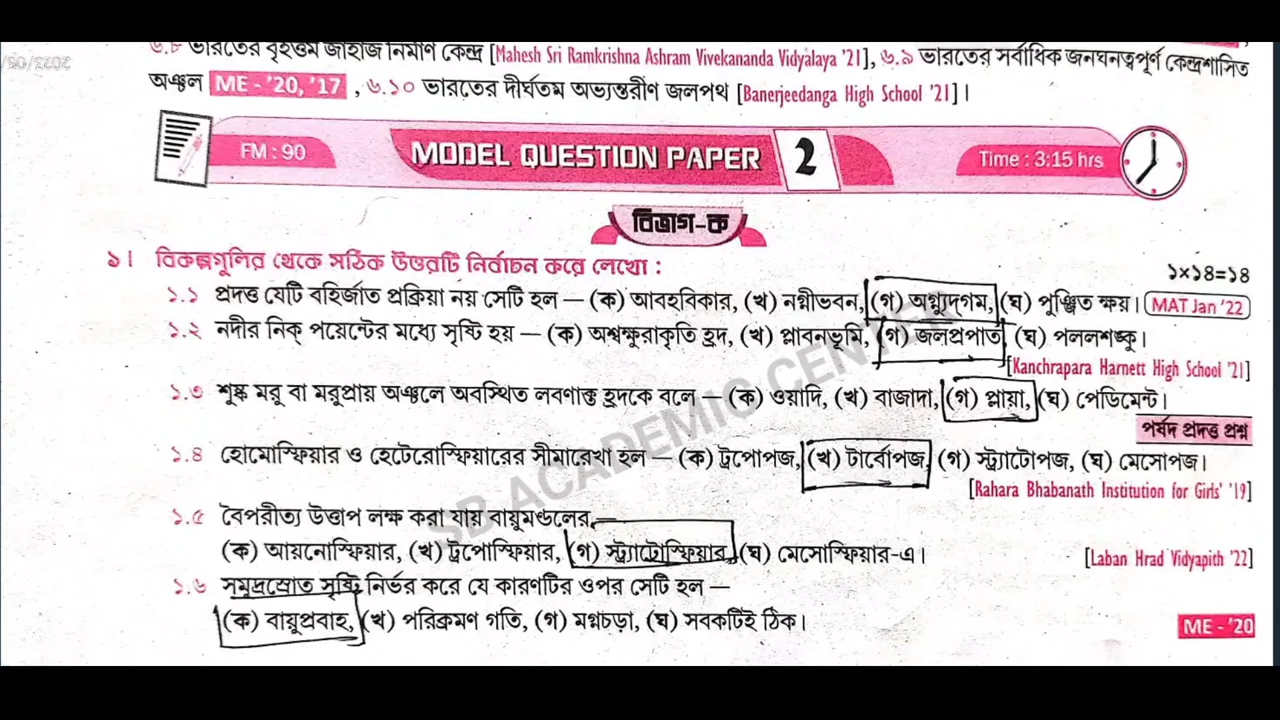 ৬.৮ ভারতের বৃহত্তম জাহাজ নির্মাণ কেন্দ্র [Mahesh Sri Ramkrishna Ashram Vivekananda Vidyalaya '21], ৬.৯ ভারতের সর্বাধিক জনঘনত্বপূর্ণ কেন্দ্রশাসিত
অঞ্চল ME - '20, '17 , ৬.১০ ভারতের দীর্ঘতম অভ্যন্তরীণ জলপথ [Banerjeedanga High School '21]।
FM : 90 MODEL QUESTION PAPER 2 Time : 3:15 hrs
বিভাগ-ক
১। বিকল্পগুলির থেকে সঠিক উত্তরটি নির্বাচন করে লেখো : ১×১৪=১৪
১.১ প্রদত্ত যেটি বহির্জাত প্রক্রিয়া নয় সেটি হল — (ক) আবহবিকার, (খ) নগ্নীভবন, (গ) অগ্ন্যুদগম, (ঘ) পুঞ্জিত ক্ষয়। MAT Jan '22
১.২ নদীর নিক্ পয়েন্টের মধ্যে সৃষ্টি হয় — (ক) অশ্বক্ষুরাকৃতি হ্রদ, (খ) প্লাবনভূমি, (গ) জলপ্রপাত, (ঘ) পললশঙ্কু।
[Kanchrapara Harnett High School '21]
১.৩ শুষ্ক মরু বা মরুপ্রায় অঞ্চলে অবস্থিত লবণাক্ত হ্রদকে বলে — (ক) ওয়াদি, (খ) বাজাদা, (গ) প্লায়া, (ঘ) পেডিমেন্ট।
পর্ষদ প্রদত্ত প্রশ্ন
১.৪ হোমোস্ফিয়ার ও হেটেরোস্ফিয়ারের সীমারেখা হল — (ক) ট্রপোপজ, (খ) টার্বোপজ, (গ) স্ট্র্যাটোপজ, (ঘ) মেসোপজ।
[Rahara Bhabanath Institution for Girls' '19]
১.৫ বৈপরীত্য উত্তাপ লক্ষ করা যায় বায়ুমণ্ডলের —
(ক) আয়নোস্ফিয়ার, (খ) ট্রপোস্ফিয়ার, (গ) স্ট্র্যাটোস্ফিয়ার, (ঘ) মেসোস্ফিয়ার-এ। [Laban Hrad Vidyapith '22]
১.৬ সমুদ্রস্রোত সৃষ্টি নির্ভর করে যে কারণটির ওপর সেটি হল —
(ক) বায়ুপ্রবাহ, (খ) পরিক্রমণ গতি, (গ) মগ্নচড়া, (ঘ) সবকটিই ঠিক। ME - '20
SB ACADEMIC CENTER